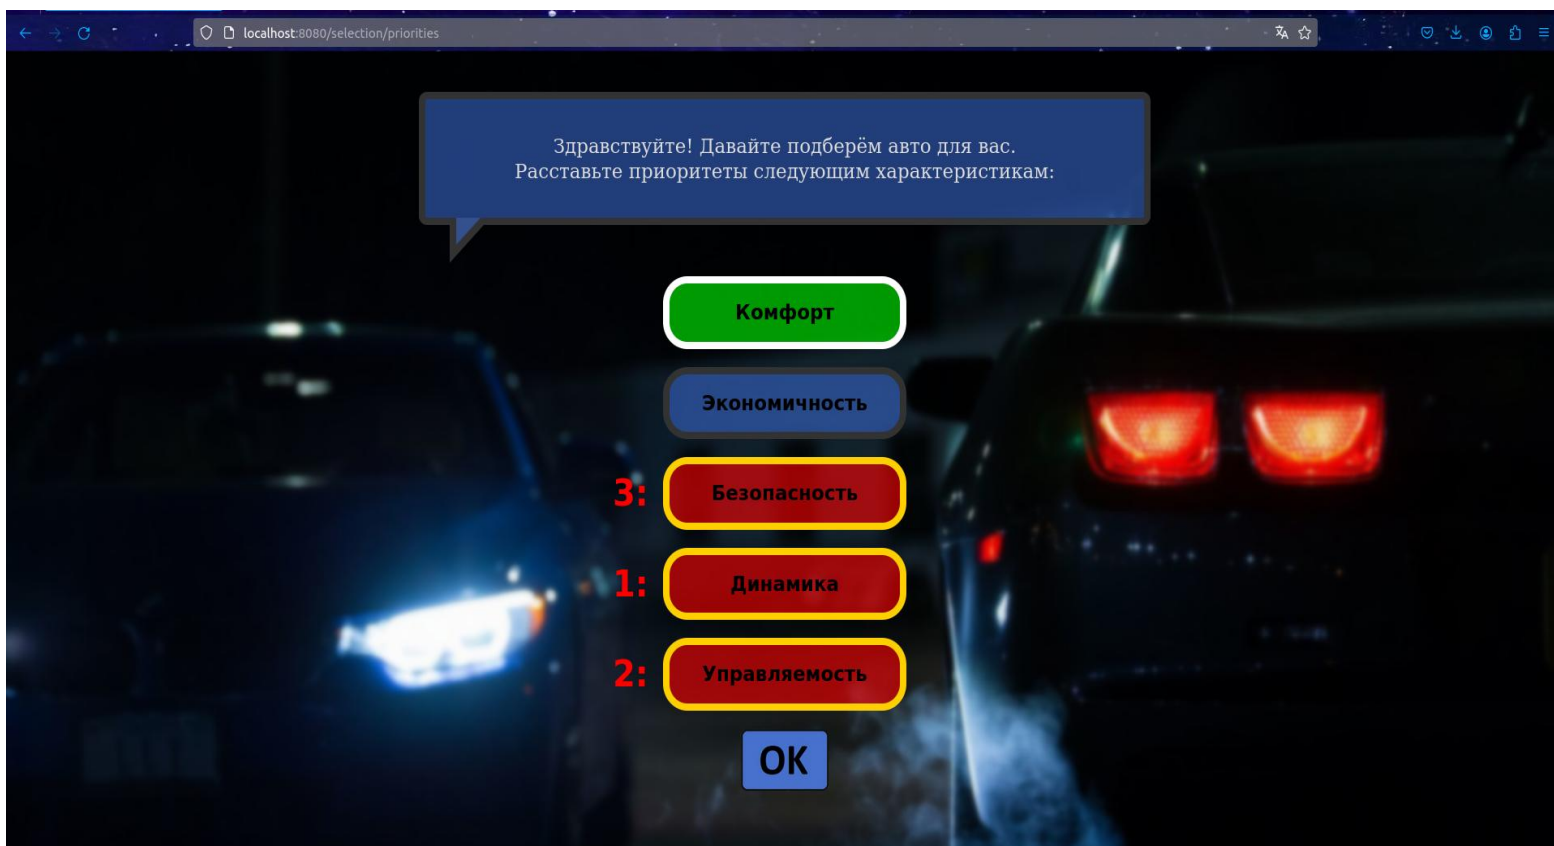 localhost:8080/selection/priorities
Здравствуйте! Давайте подберём авто для вас.
Расставьте приоритеты следующим характеристикам:
Комфорт
Экономичность
3: Безопасность
1: Динамика
2: Управляемость
OK